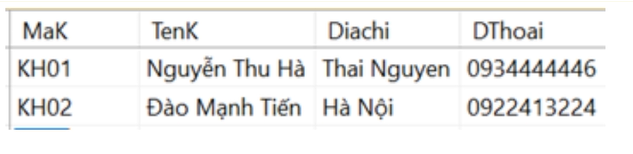 MaK TenK Diachi DThoai
KH01 Nguyễn Thu Hà Thai Nguyen 0934444446
KH02 Đào Mạnh Tiến Hà Nội 0922413224